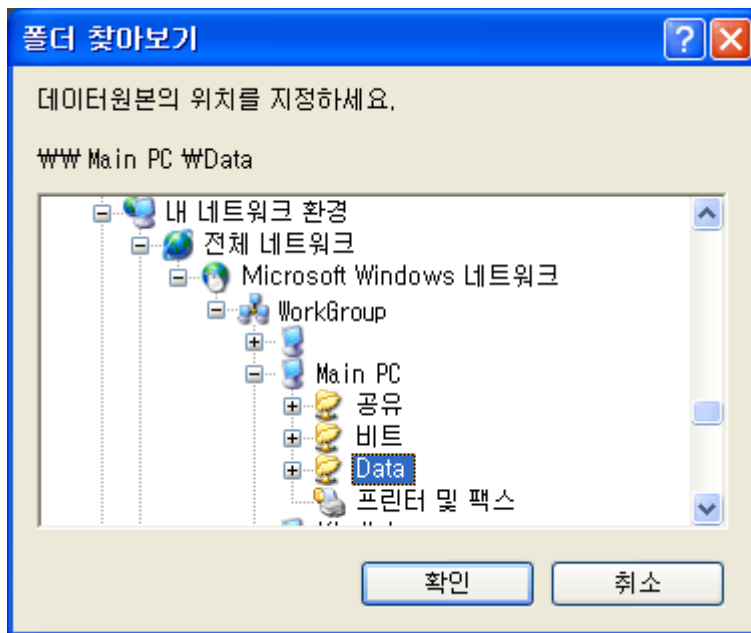 폴더 찾아보기
데이터원본의 위치를 지정하세요.
₩₩ Main PC ₩Data
내 네트워크 환경
전체 네트워크
Microsoft Windows 네트워크
WorkGroup
Main PC
공유
비트
Data
프린터 및 팩스
확인 취소